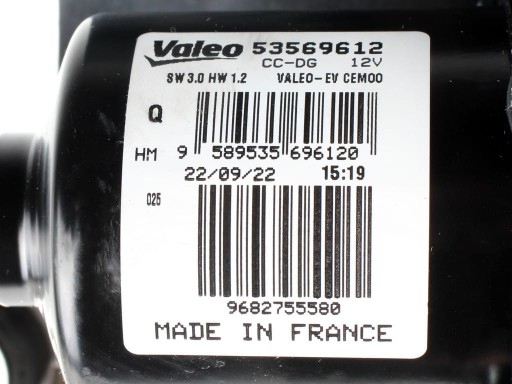 Valeo 53569612
CC-DG 12V
SW 3.0 HW 1.2 VALEO-EV CEM00
Q
HM 9 589535 696120
22/09/22 15:19
025
9682755580
MADE IN FRANCE